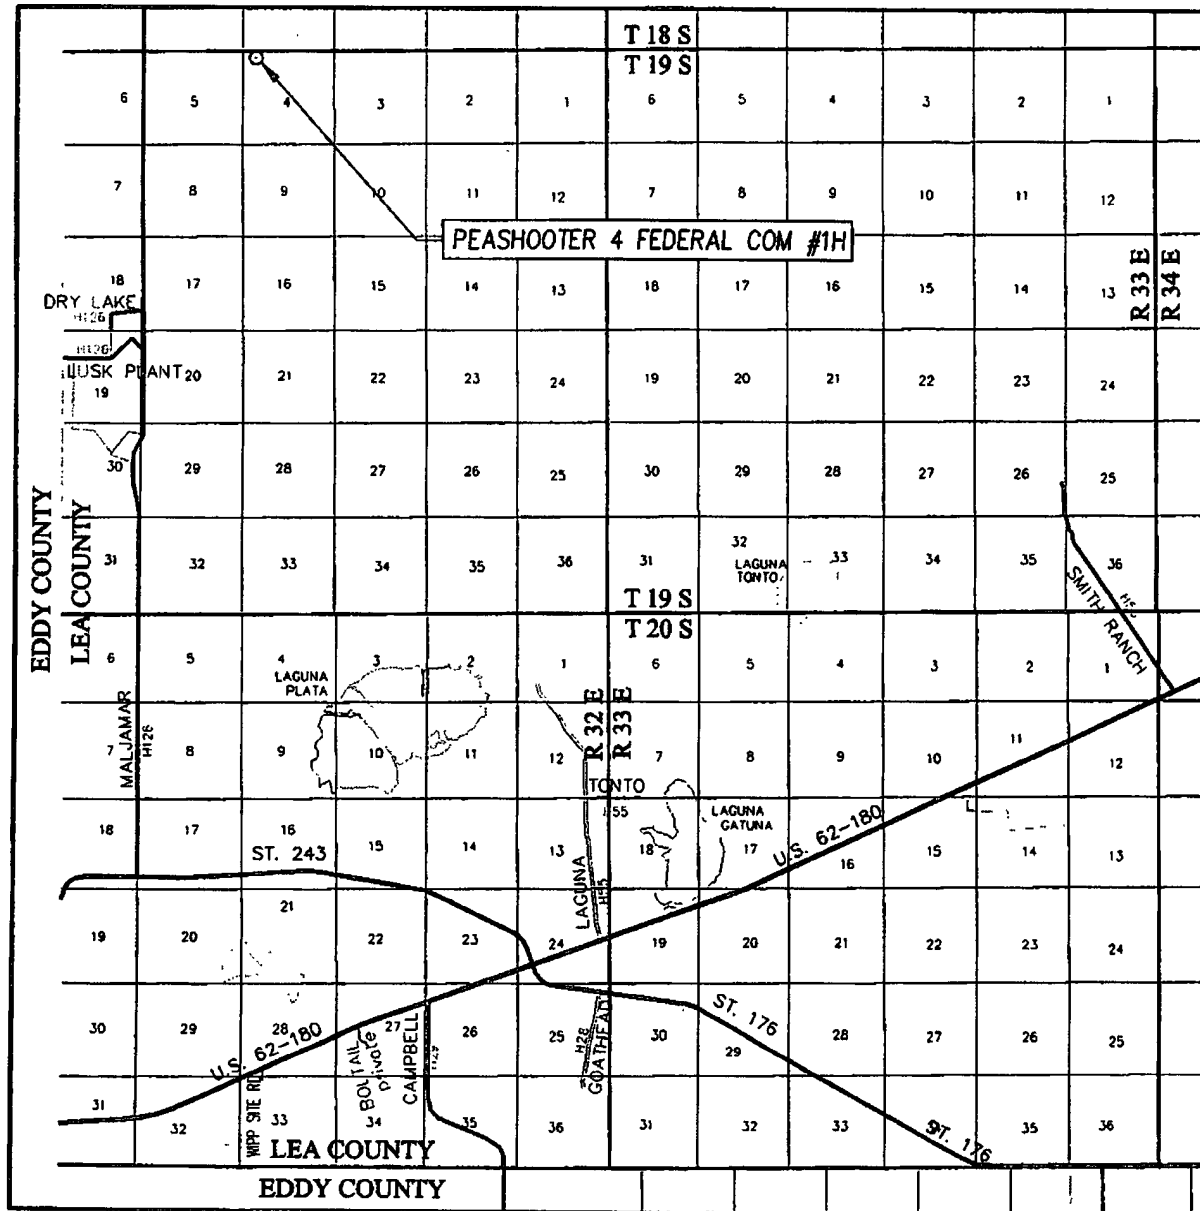 T 18 S
T 19 S
6 5 4 3 2 1 6 5 4 3 2 1
7 8 9 10 11 12 7 8 9 10 11 12
PEASHOOTER 4 FEDERAL COM #1H
R 33 E
R 34 E
18 17 16 15 14 13 18 17 16 15 14 13
DRY LAKE
H126
H126
LUSK PLANT
19 20 21 22 23 24 19 20 21 22 23 24
30 29 28 27 26 25 30 29 28 27 26 25
EDDY COUNTY
LEA COUNTY
31 32 33 34 35 36 31 32 33 34 35 36
LAGUNA
TONTO
SMITH RANCH
T 19 S
T 20 S
6 5 4 3 2 1 6 5 4 3 2 1
LAGUNA
PLATA
R 32 E
R 33 E
MALJAMAR
H126
7 8 9 10 11 12 7 8 9 10 11 12
TONTO
LAGUNA
GATUNA
U.S. 62-180
18 17 16 15 14 13 18 17 16 15 14 13
ST. 243
LAGUNA
H55
19 20 21 22 23 24 19 20 21 22 23 24
30 29 28 27 26 25 30 29 28 27 26 25
U.S. 62-180
Private
CAMPBELL
H29
H28
GOATHEAD
ST. 176
31 32 33 34 35 36 31 32 33 35 36
WIPP SITE RD
ST. 176
LEA COUNTY
EDDY COUNTY